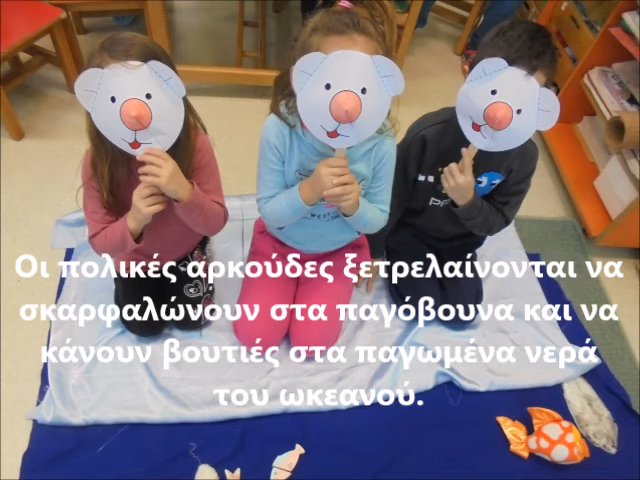 Οι πολικές αρκούδες ξετρελαίνονται να
σκαρφαλώνουν στα παγόβουνα και να
κάνουν βουτιές στα παγωμένα νερά
του ωκεανού.